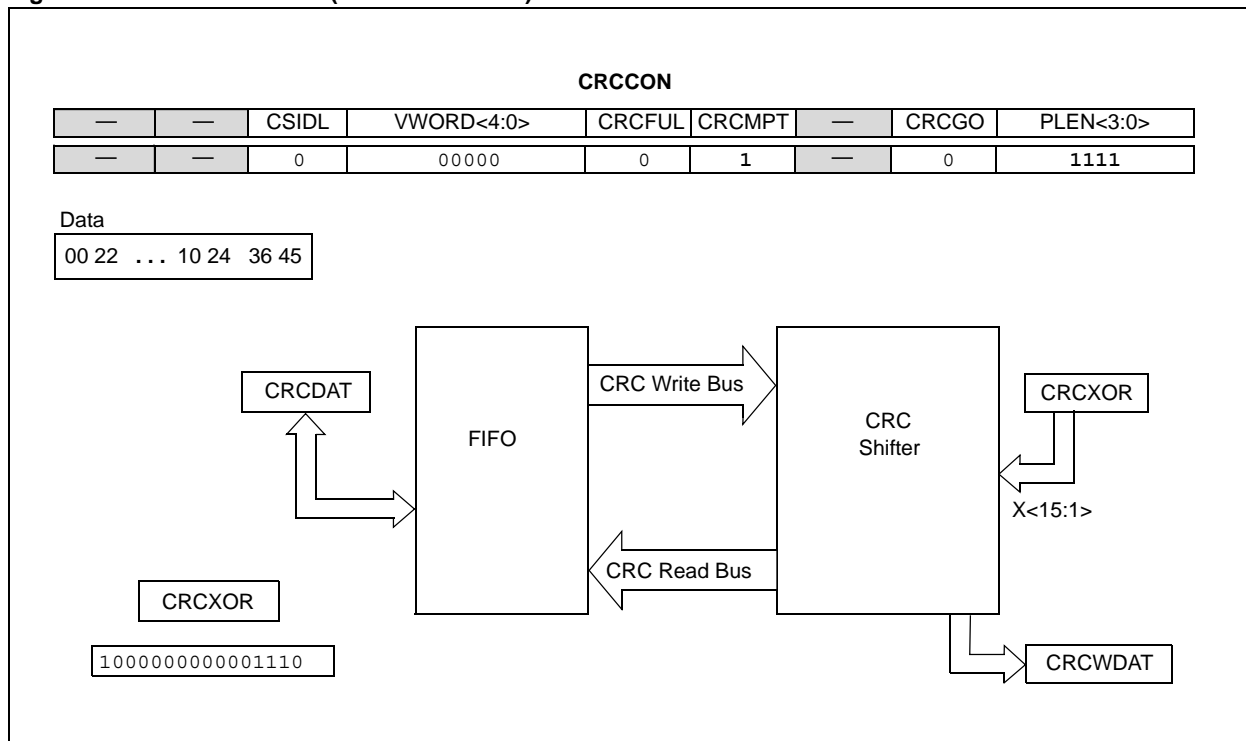 CRCCON
— — CSIDL VWORD<4:0> CRCFUL CRCMPT — CRCGO PLEN<3:0>
— — 0 00000 0 1 — 0 1111
Data
00 22 ... 10 24 36 45
CRC Write Bus
CRCDAT
CRCXOR
FIFO
CRC
Shifter
X<15:1>
CRC Read Bus
CRCXOR
1000000000001110
CRCWDAT